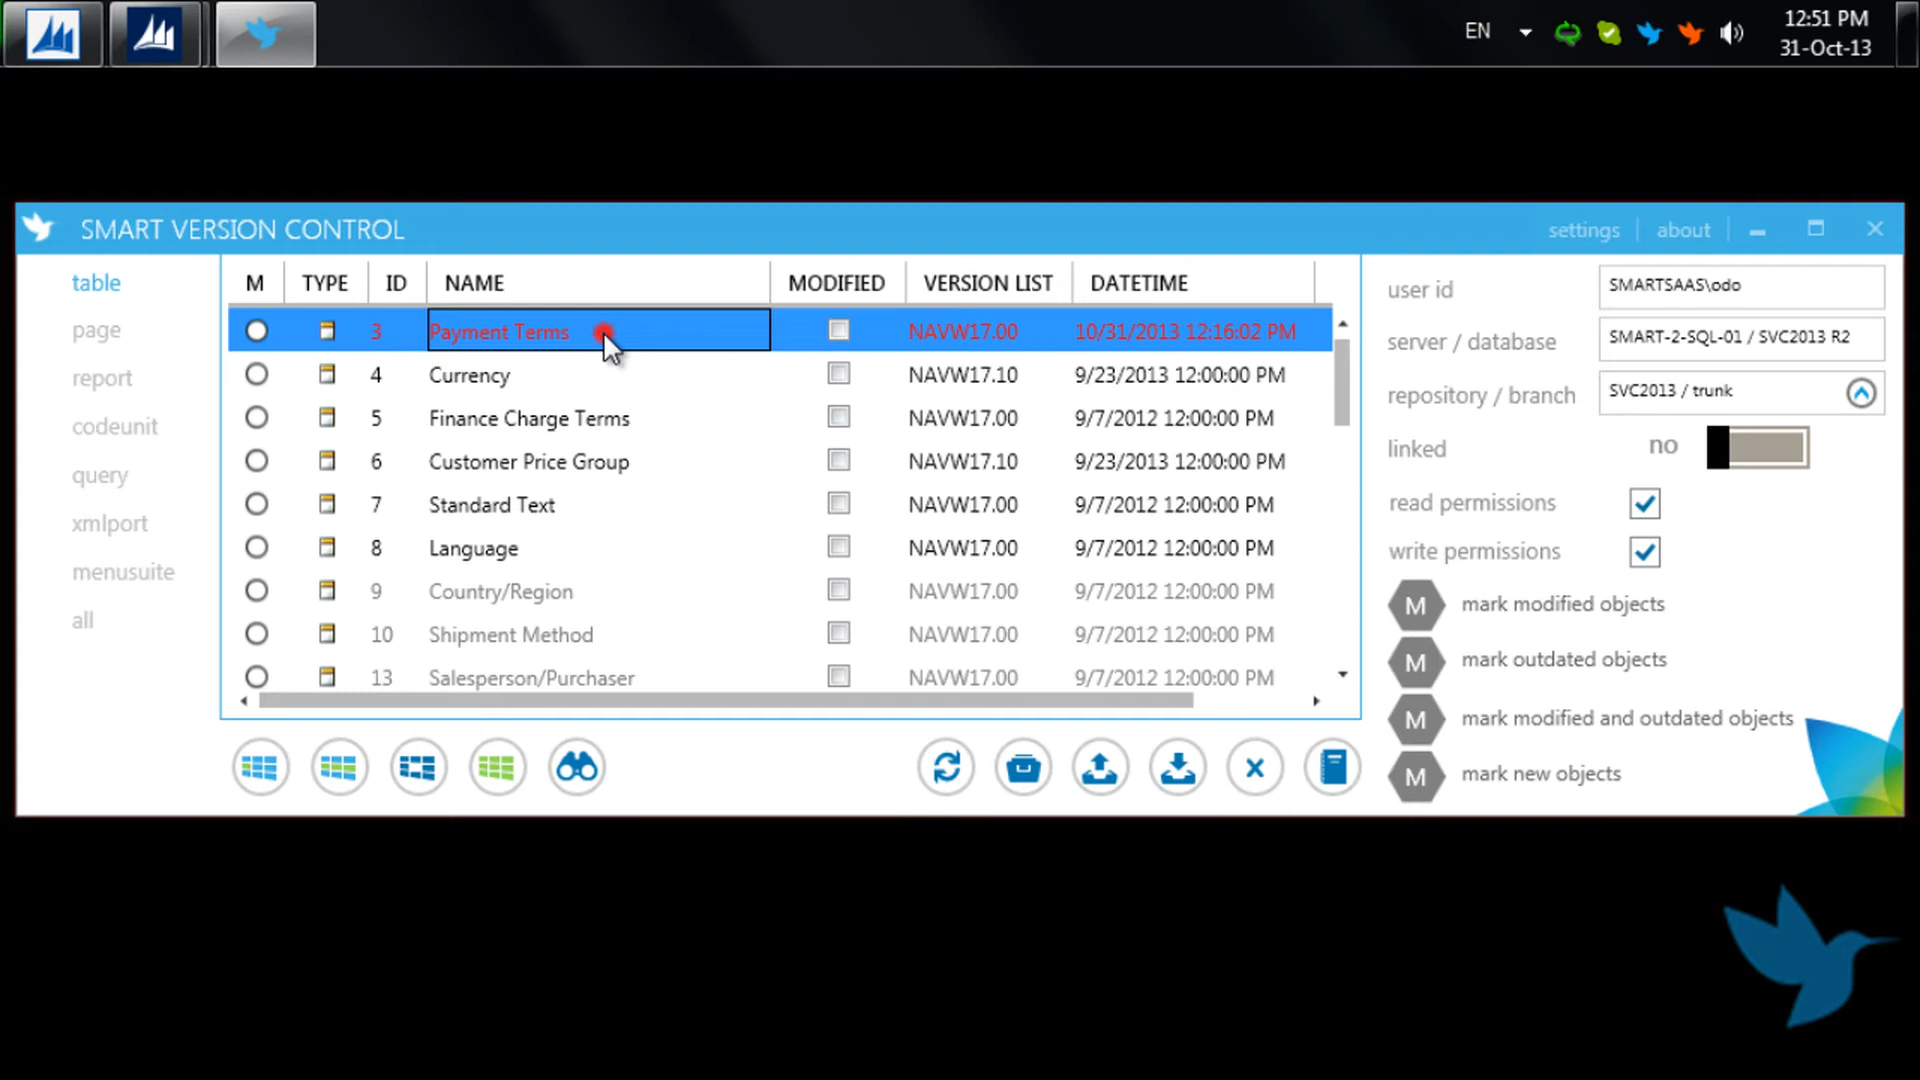 EN
12:51 PM
31-Oct-13
SMART VERSION CONTROL
settings
about
table
page
report
codeunit
query
xmlport
menusuite
all
M TYPE ID NAME MODIFIED VERSION LIST DATETIME
3 Payment Terms NAVW17.00 10/31/2013 12:16:02 PM
4 Currency NAVW17.10 9/23/2013 12:00:00 PM
5 Finance Charge Terms NAVW17.00 9/7/2012 12:00:00 PM
6 Customer Price Group NAVW17.10 9/23/2013 12:00:00 PM
7 Standard Text NAVW17.00 9/7/2012 12:00:00 PM
8 Language NAVW17.00 9/7/2012 12:00:00 PM
9 Country/Region NAVW17.00 9/7/2012 12:00:00 PM
10 Shipment Method NAVW17.00 9/7/2012 12:00:00 PM
13 Salesperson/Purchaser NAVW17.00 9/7/2012 12:00:00 PM
user id SMARTSAAS\odo
server / database SMART-2-SQL-01 / SVC2013 R2
repository / branch SVC2013 / trunk
linked no
read permissions
write permissions
M mark modified objects
M mark outdated objects
M mark modified and outdated objects
M mark new objects